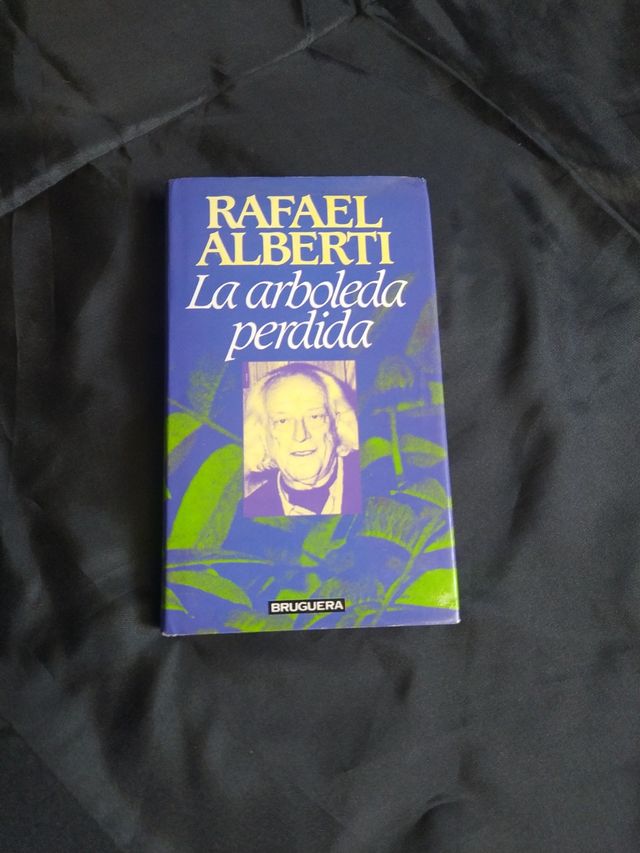 RAFAEL
ALBERTI
La arboleda
perdida
BRUGUERA